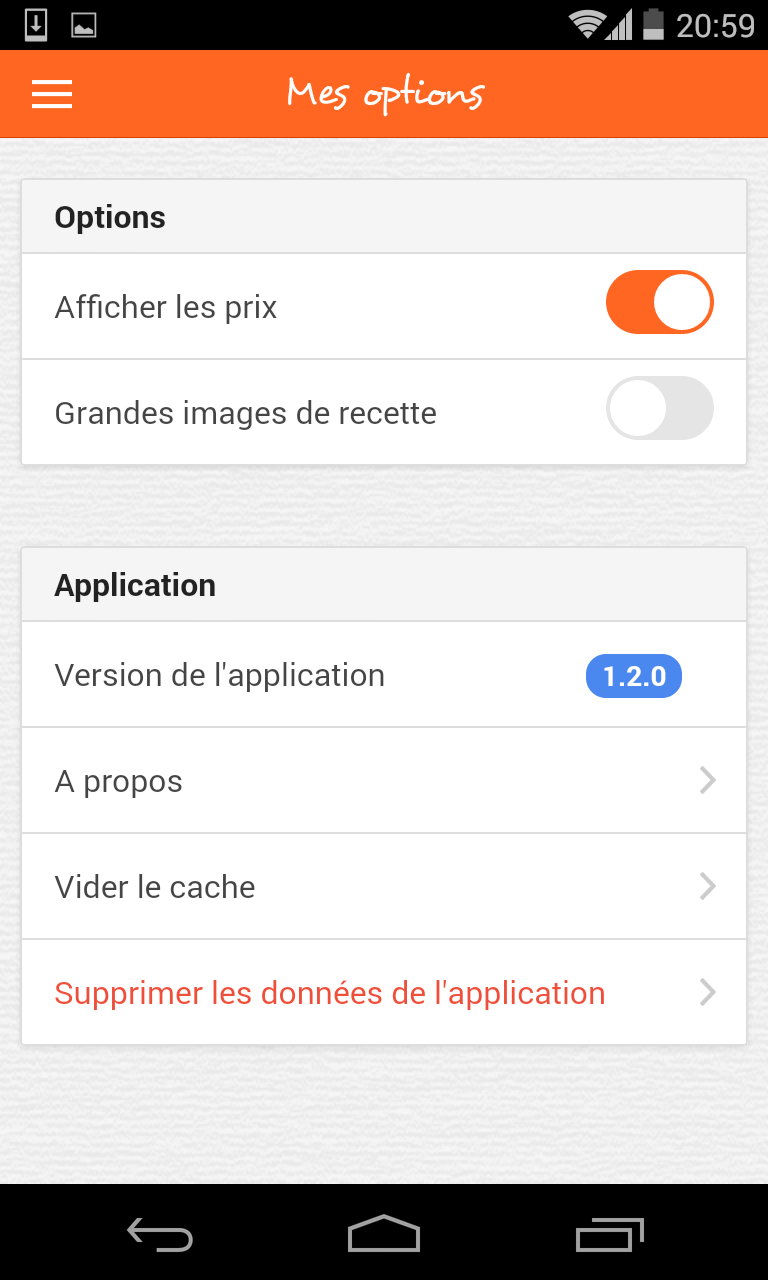 20:59
Mes options
Options
Afficher les prix
Grandes images de recette
Application
Version de l'application 1.2.0
A propos
Vider le cache
Supprimer les données de l'application